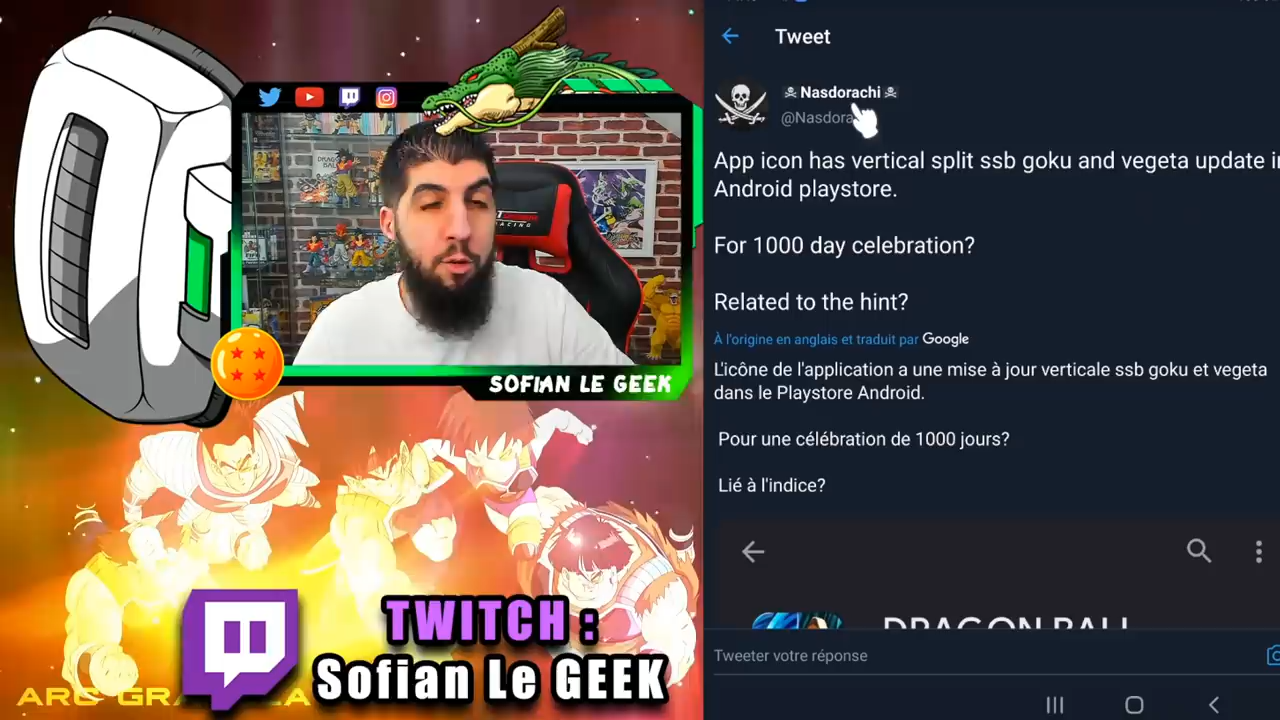 SOFIAN LE GEEK
TWITCH :
Sofian Le GEEK
Tweet
Nasdorachi
@Nasdora
App icon has vertical split ssb goku and vegeta update i
Android playstore.
For 1000 day celebration?
Related to the hint?
À l'origine en anglais et traduit par Google
L'icône de l'application a une mise à jour verticale ssb goku et vegeta
dans le Playstore Android.
Pour une célébration de 1000 jours?
Lié à l'indice?
DRAGON BALL
Tweeter votre réponse